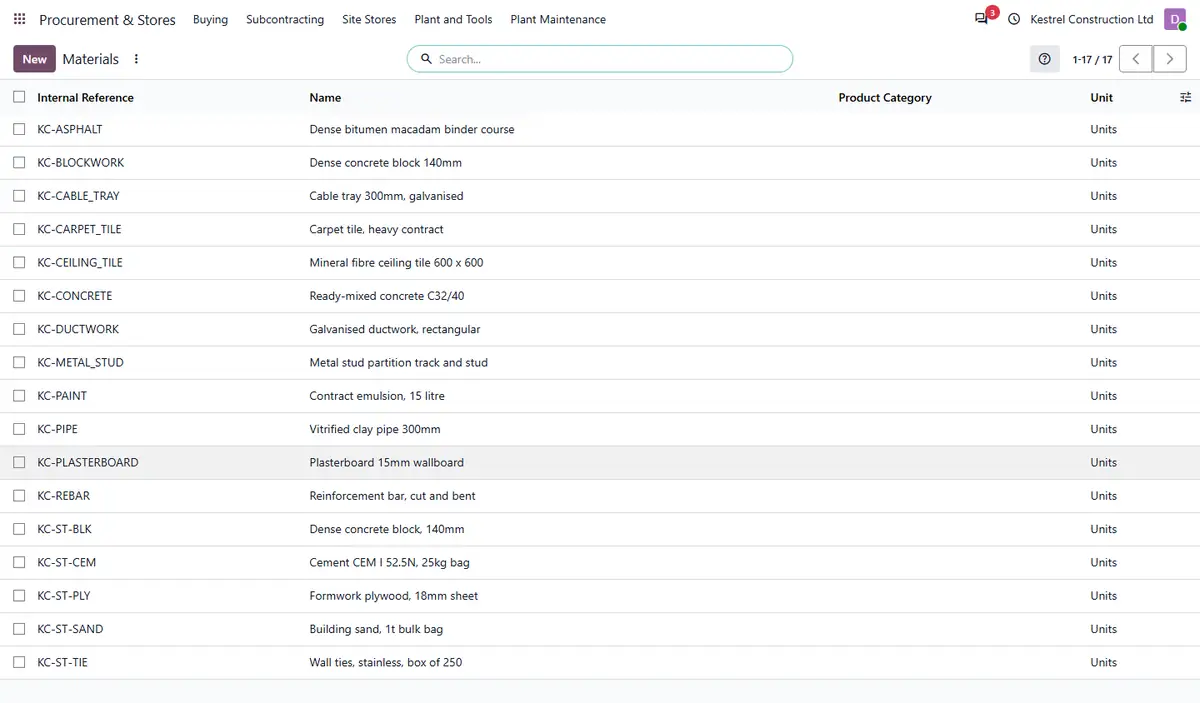 Procurement & Stores Buying Subcontracting Site Stores Plant and Tools Plant Maintenance 3 Kestrel Construction Ltd D
New Materials Search... 1-17 / 17
Internal Reference Name Product Category Unit
KC-ASPHALT Dense bitumen macadam binder course Units
KC-BLOCKWORK Dense concrete block 140mm Units
KC-CABLE_TRAY Cable tray 300mm, galvanised Units
KC-CARPET_TILE Carpet tile, heavy contract Units
KC-CEILING_TILE Mineral fibre ceiling tile 600 x 600 Units
KC-CONCRETE Ready-mixed concrete C32/40 Units
KC-DUCTWORK Galvanised ductwork, rectangular Units
KC-METAL_STUD Metal stud partition track and stud Units
KC-PAINT Contract emulsion, 15 litre Units
KC-PIPE Vitrified clay pipe 300mm Units
KC-PLASTERBOARD Plasterboard 15mm wallboard Units
KC-REBAR Reinforcement bar, cut and bent Units
KC-ST-BLK Dense concrete block, 140mm Units
KC-ST-CEM Cement CEM I 52.5N, 25kg bag Units
KC-ST-PLY Formwork plywood, 18mm sheet Units
KC-ST-SAND Building sand, 1t bulk bag Units
KC-ST-TIE Wall ties, stainless, box of 250 Units